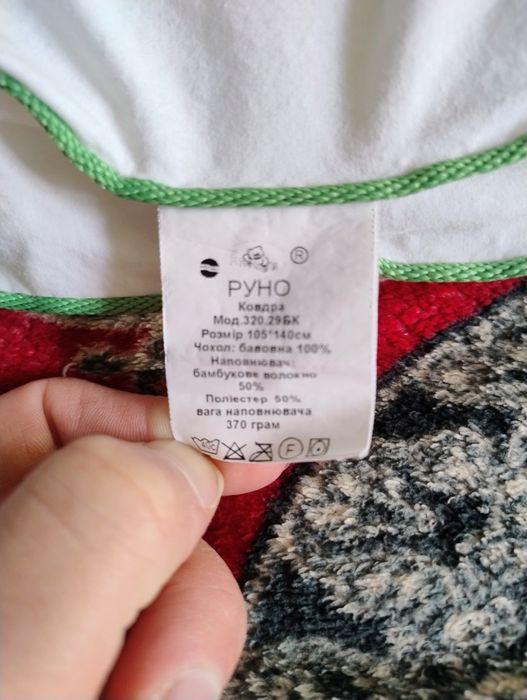 ®
РУНО
Ковдра
Мод.320.29БК
Розмір 105*140см
Чохол: бавовна 100%
Наповнювач:
бамбукове волокно
50%
Поліестер 50%
вага наповнювача
370 грам
F